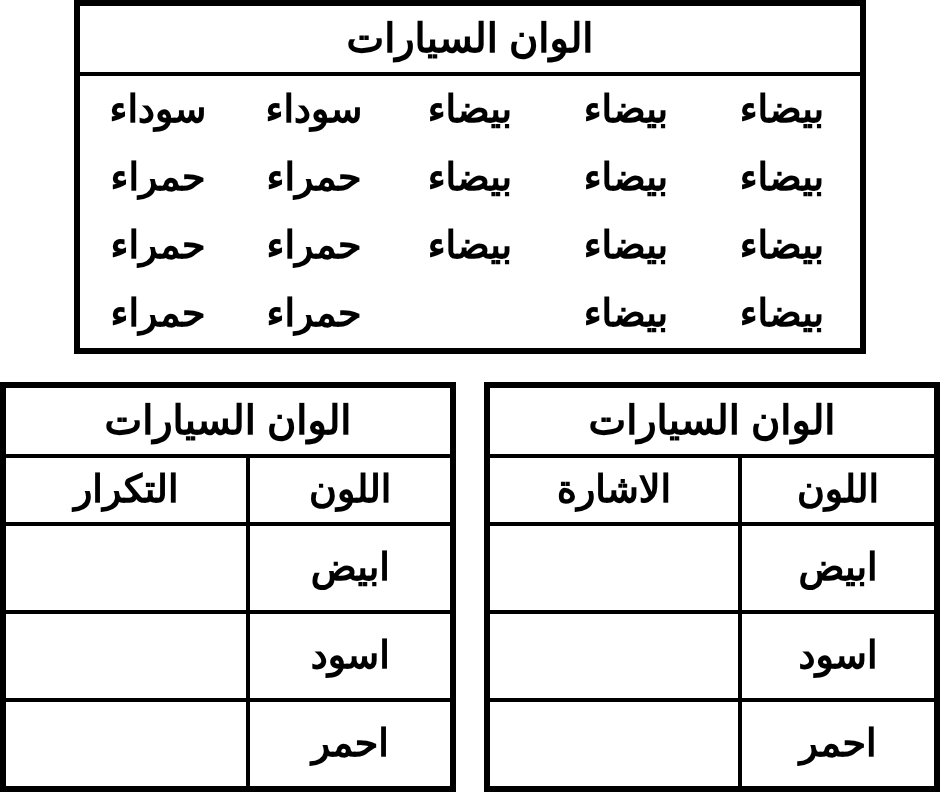 الوان السيارات
بيضاء بيضاء بيضاء سوداء سوداء
بيضاء بيضاء بيضاء حمراء حمراء
بيضاء بيضاء بيضاء حمراء حمراء
بيضاء بيضاء حمراء حمراء
الوان السيارات
اللون الاشارة
ابيض
اسود
احمر
الوان السيارات
اللون التكرار
ابيض
اسود
احمر